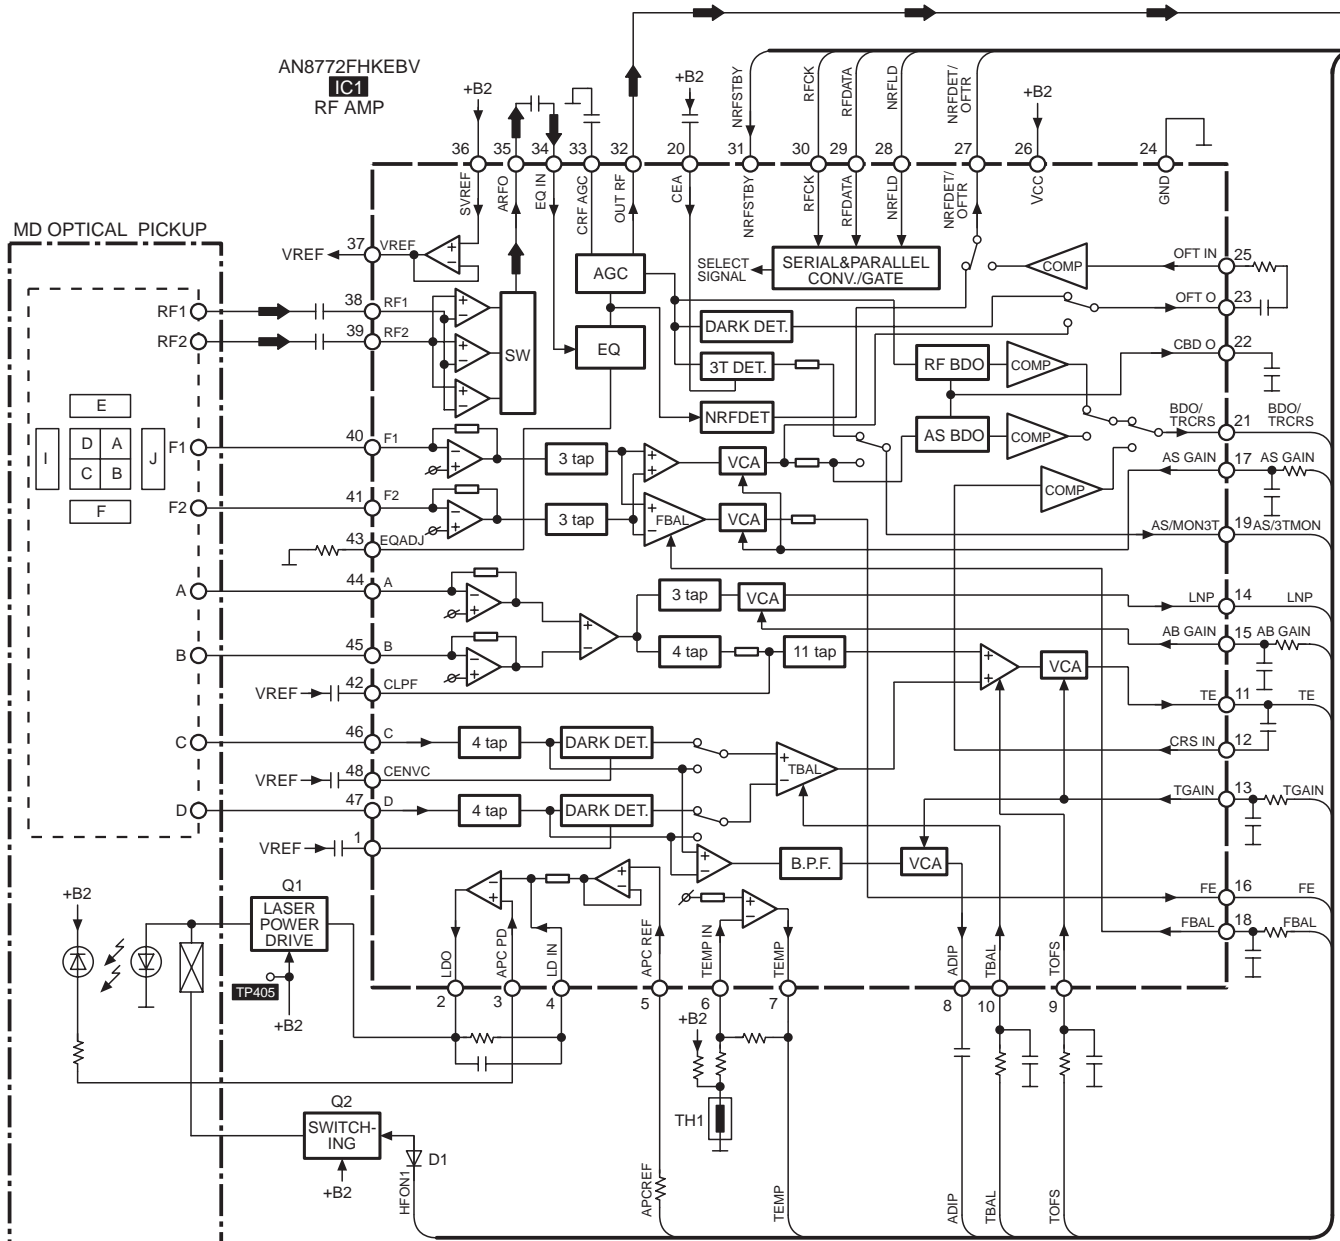 AN8772FHKEBV
IC1
RF AMP
+B2
+B2
+B2
NRFSTBY
RFCK
RFDATA
NRFLD
NRFDET/
OFTR
36
35
34
33
32
20
31
30
29
28
27
26
24
SVREF
ARFO
EQ IN
CRF AGC
OUT RF
CEA
NRFSTBY
RFCK
RFDATA
NRFLD
NRFDET/
OFTR
VCC
GND
MD OPTICAL PICKUP
VREF
37
VREF
AGC
SELECT
SIGNAL
SERIAL&PARALLEL
CONV./GATE
COMP
OFT IN
25
RF1
38
RF1
OFT O
23
RF2
39
RF2
SW
EQ
DARK DET.
3T DET.
RF BDO
COMP
CBD O
22
NRFDET
AS BDO
COMP
BDO/
TRCRS
21
BDO/
TRCRS
E
I
D
A
J
C
B
F
F1
40
F1
3 tap
VCA
COMP
AS GAIN
17
AS GAIN
F2
41
F2
3 tap
FBAL
VCA
AS/MON3T
19
AS/3TMON
43
EQADJ
A
44
A
3 tap
VCA
LNP
14
LNP
B
45
B
4 tap
11 tap
AB GAIN
15
AB GAIN
VCA
VREF
42
CLPF
TE
11
TE
C
46
C
4 tap
DARK DET.
TBAL
CRS IN
12
VREF
48
CENVC
D
47
D
4 tap
DARK DET.
TGAIN
13
TGAIN
VREF
1
B.P.F.
VCA
+B2
Q1
LASER
POWER
DRIVE
TP405
+B2
FE
16
FE
FBAL
18
FBAL
LDO
APC PD
LD IN
APC REF
TEMP IN
TEMP
ADIP
TBAL
TOFS
2
3
4
5
6
7
8
10
9
+B2
TH1
Q2
SWITCH-
ING
+B2
D1
HFON1
APCREF
TEMP
ADIP
TBAL
TOFS